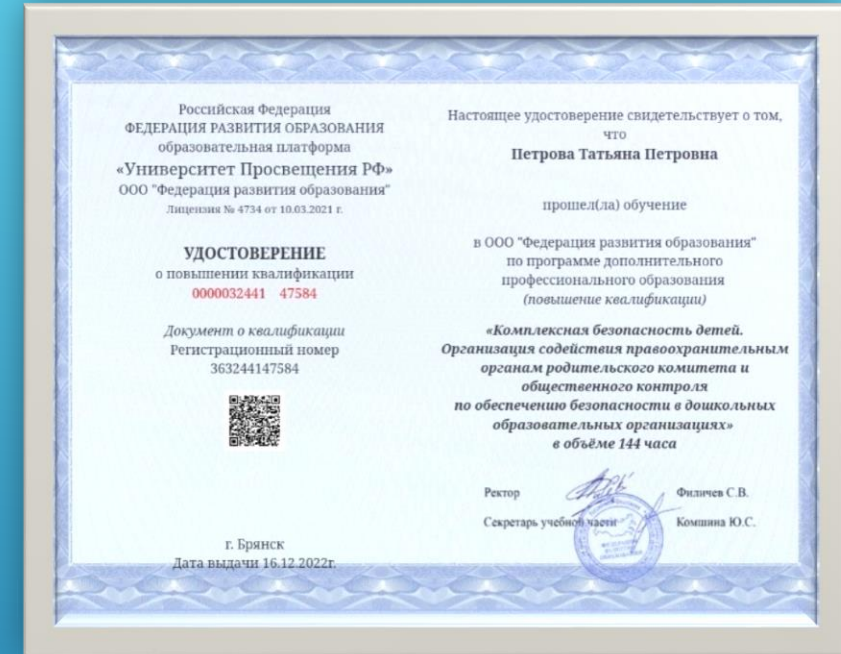 Российская Федерация
ФЕДЕРАЦИЯ РАЗВИТИЯ ОБРАЗОВАНИЯ
образовательная платформа
«Университет Просвещения РФ»
ООО "Федерация развития образования"
Лицензия № 4734 от 10.03.2021 г.
УДОСТОВЕРЕНИЕ
о повышении квалификации
0000032441 47584
Документ о квалификации
Регистрационный номер
363244147584
г. Брянск
Дата выдачи 16.12.2022г.
Настоящее удостоверение свидетельствует о том,
что
Петрова Татьяна Петровна
прошел(ла) обучение
в ООО "Федерация развития образования"
по программе дополнительного
профессионального образования
(повышение квалификации)
«Комплексная безопасность детей.
Организация содействия правоохранительным
органам родительского комитета и
общественного контроля
по обеспечению безопасности в дошкольных
образовательных организациях»
в объёме 144 часа
Ректор Филичев С.В.
Секретарь учебной части Комшина Ю.С.